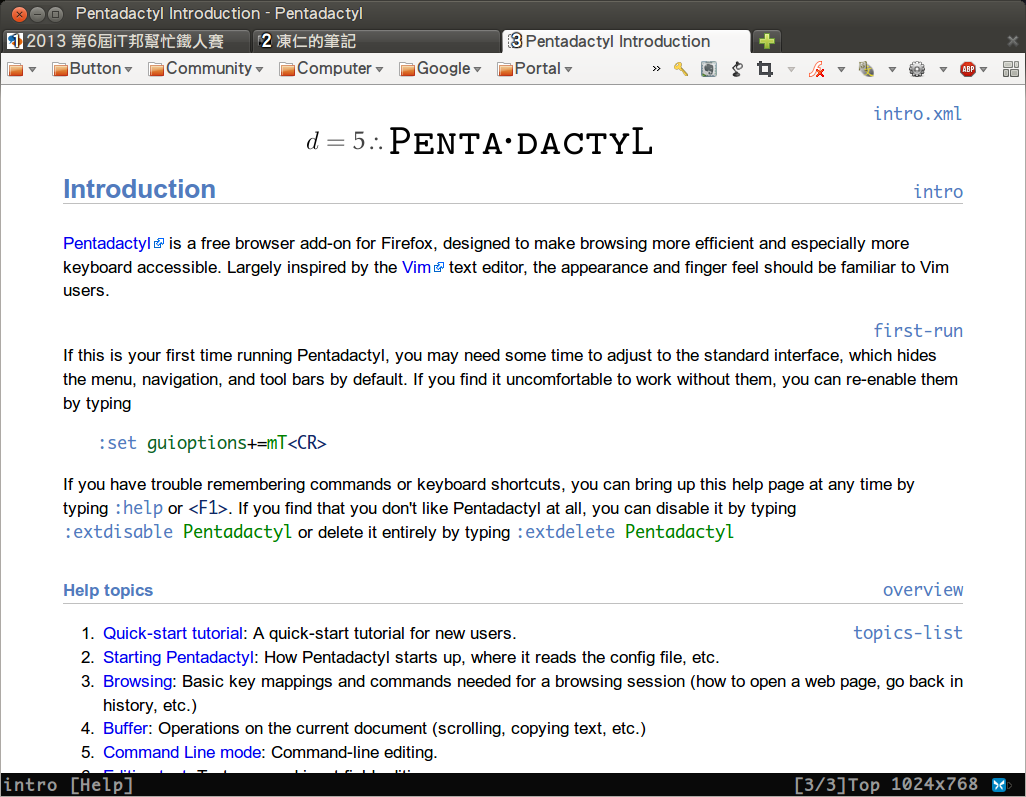 Pentadactyl Introduction - Pentadactyl
1 2013 第6屆iT邦幫忙鐵人賽 2 凍仁的筆記 3 Pentadactyl Introduction
Button Community Computer Google Portal » ABP
intro.xml
d = 5∴ PENTA·DACTYL
Introduction intro
Pentadactyl is a free browser add-on for Firefox, designed to make browsing more efficient and especially more
keyboard accessible. Largely inspired by the Vim text editor, the appearance and finger feel should be familiar to Vim
users.
first-run
If this is your first time running Pentadactyl, you may need some time to adjust to the standard interface, which hides
the menu, navigation, and tool bars by default. If you find it uncomfortable to work without them, you can re-enable them
by typing
:set guioptions+=mT<CR>
If you have trouble remembering commands or keyboard shortcuts, you can bring up this help page at any time by
typing :help or <F1>. If you find that you don't like Pentadactyl at all, you can disable it by typing
:extdisable Pentadactyl or delete it entirely by typing :extdelete Pentadactyl
Help topics overview
1. Quick-start tutorial: A quick-start tutorial for new users. topics-list
2. Starting Pentadactyl: How Pentadactyl starts up, where it reads the config file, etc.
3. Browsing: Basic key mappings and commands needed for a browsing session (how to open a web page, go back in
history, etc.)
4. Buffer: Operations on the current document (scrolling, copying text, etc.)
5. Command Line mode: Command-line editing.
intro [Help] [3/3]Top 1024x768